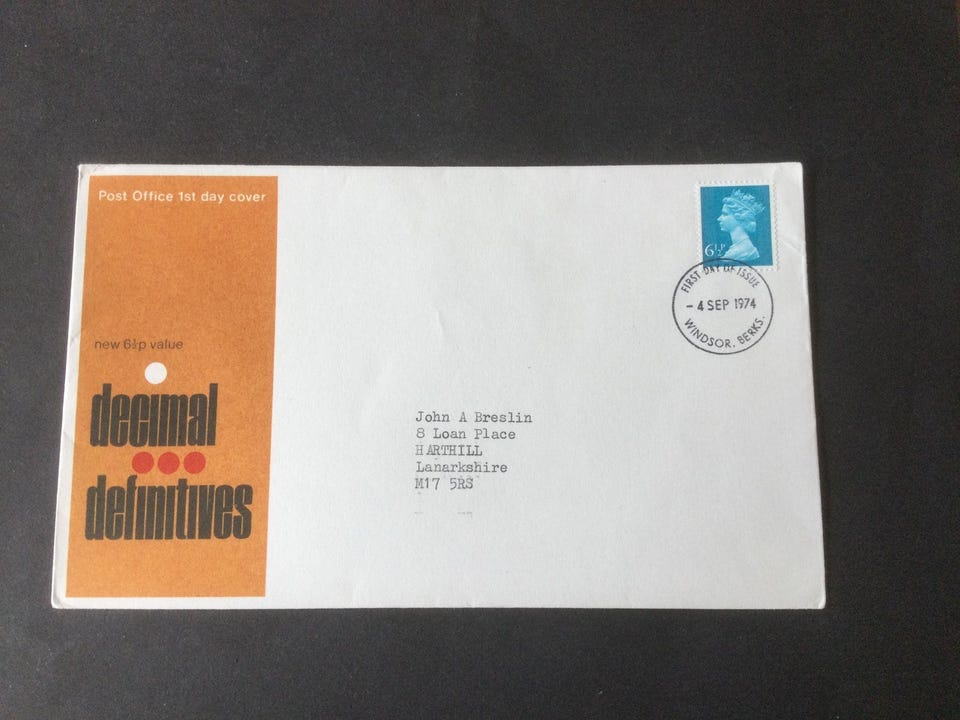 Post Office 1st day cover
new 6½p value
decimal
definitives
6½P
FIRST DAY OF ISSUE
- 4 SEP 1974
WINDSOR, BERKS.
John A Breslin
8 Loan Place
HARTHILL
Lanarkshire
M17 5RS